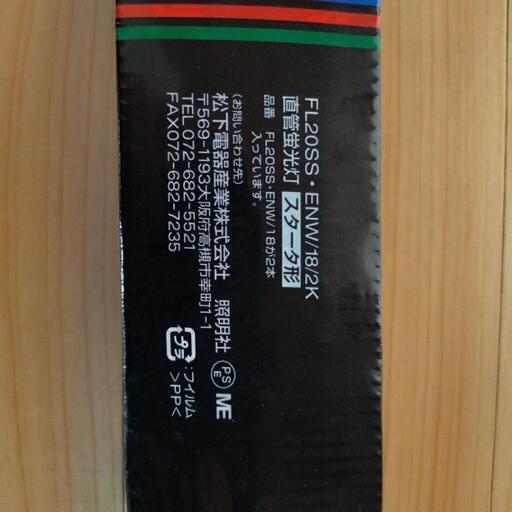 FL20SS・ENW/18/2K
直管蛍光灯 スタータ形
品番 FL20SS・ENW/18が2本
入っています。
(お問い合わせ先)
松下電器産業株式会社 照明社
〒569-1193大阪府高槻市幸町1-1
TEL 072-682-5521
FAX072-682-7235
PSE ME
プラ :フィルム
>PP<